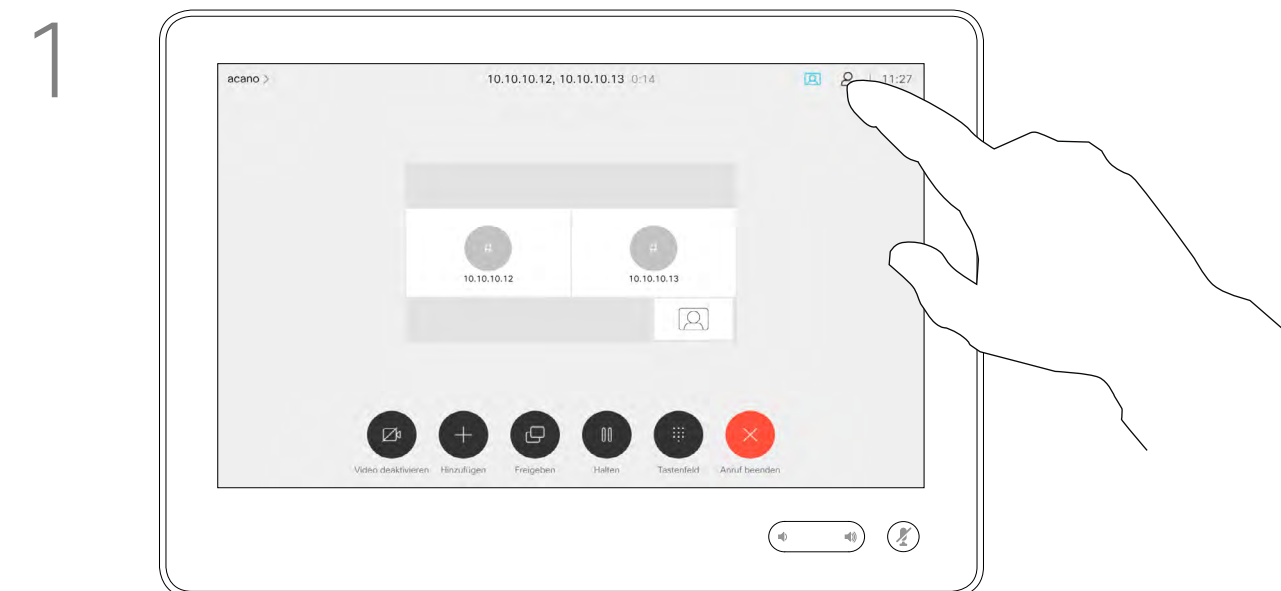 1
acano >
10.10.10.12, 10.10.10.13 0:14
11:27
10.10.10.12
10.10.10.13
Video deaktivieren
Hinzufügen
Freigeben
Halten
Tastenfeld
Anruf beenden